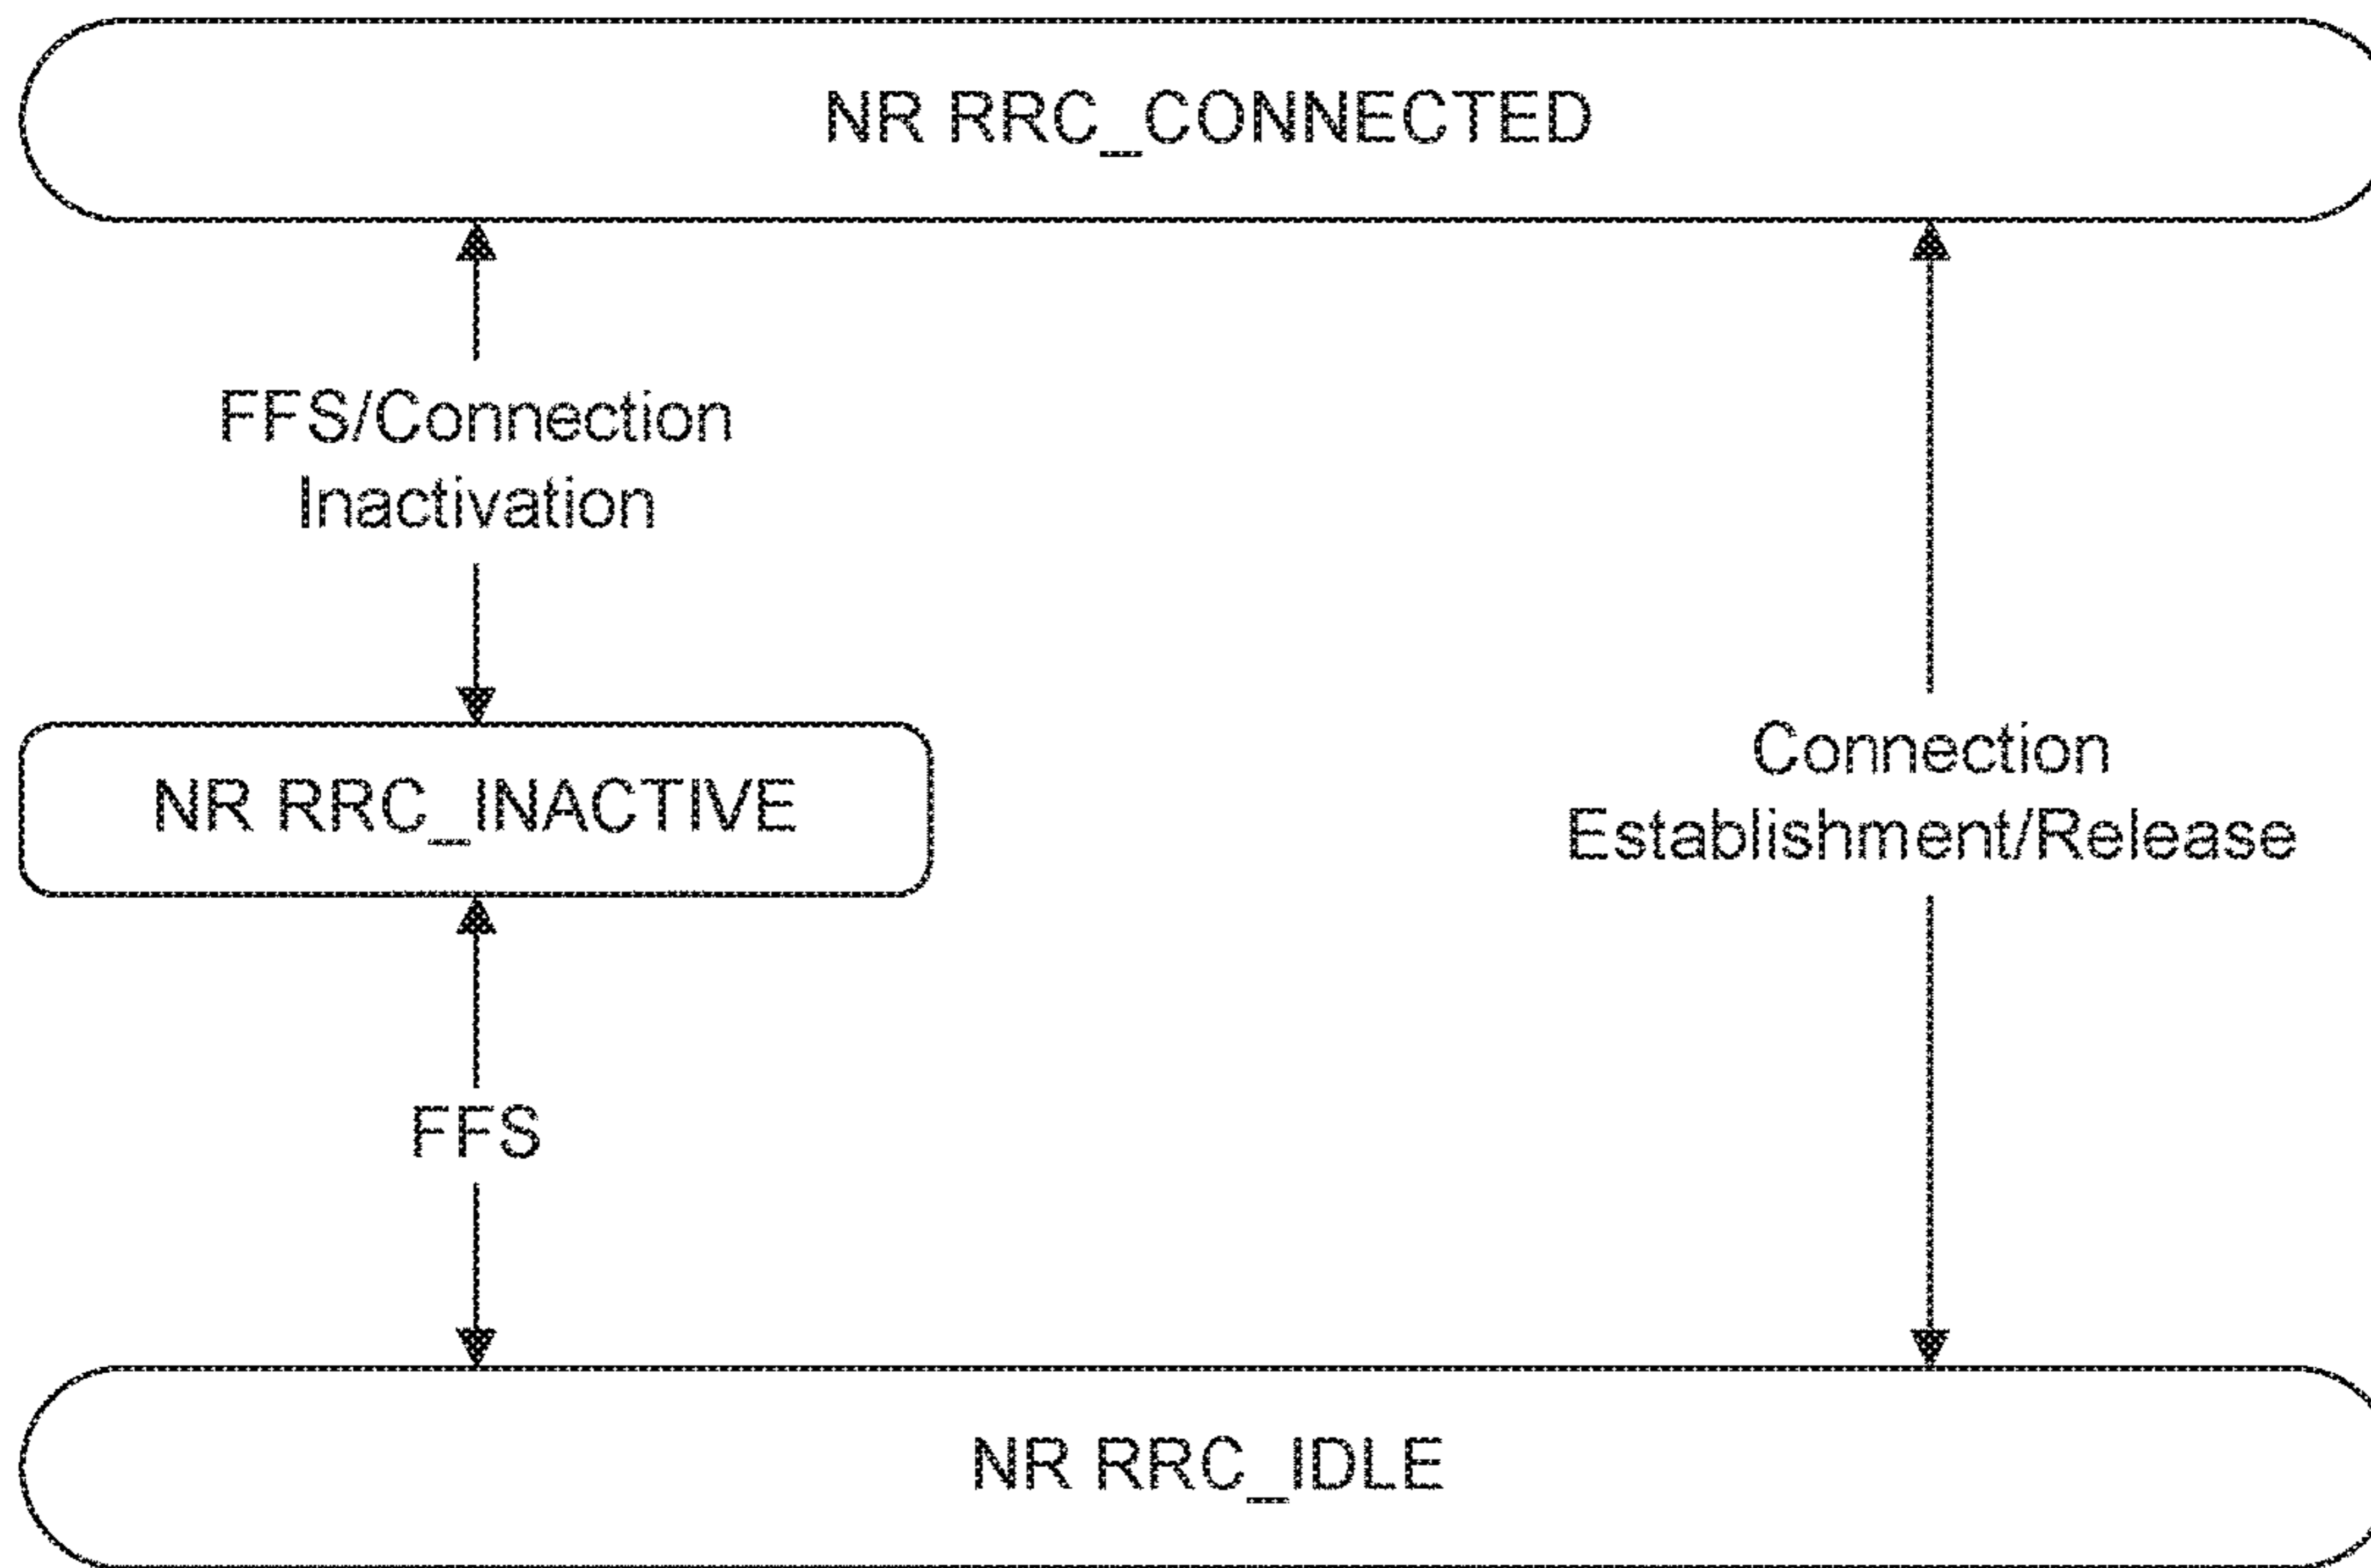 NR RRC_CONNECTED
FFS/Connection
Inactivation
NR RRC_INACTIVE
Connection
Establishment/Release
FFS
NR RRC_IDLE